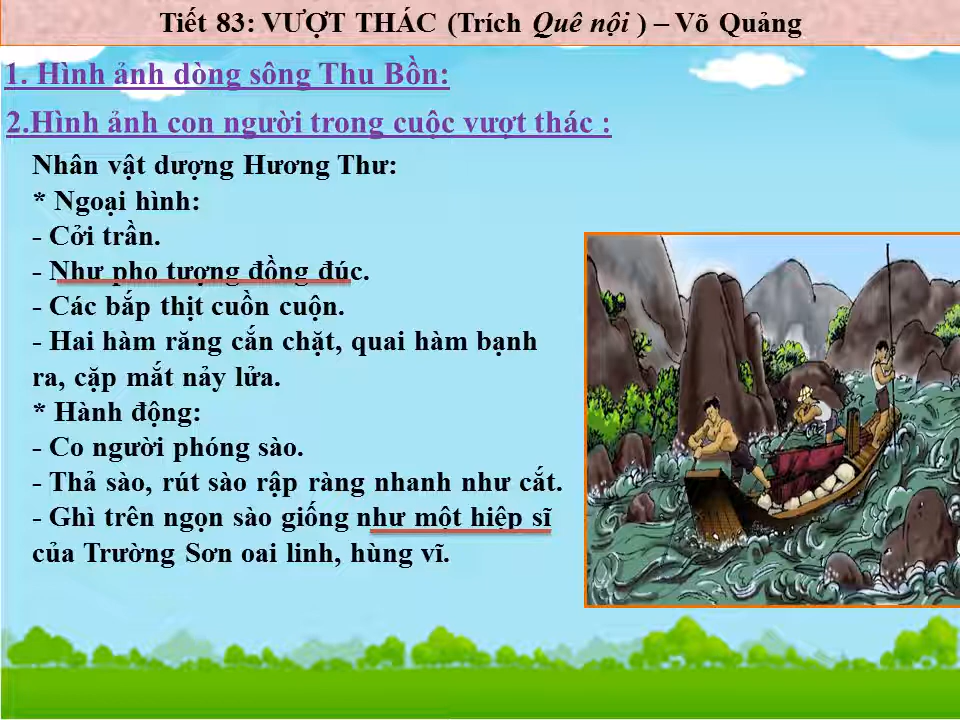 Tiết 83: VƯỢT THÁC (Trích Quê nội ) – Võ Quảng
1. Hình ảnh dòng sông Thu Bồn:
2.Hình ảnh con người trong cuộc vượt thác :
Nhân vật dượng Hương Thư:
* Ngoại hình:
- Cởi trần.
- Như pho tượng đồng đúc.
- Các bắp thịt cuồn cuộn.
- Hai hàm răng cắn chặt, quai hàm bạnh
ra, cặp mắt nảy lửa.
* Hành động:
- Co người phóng sào.
- Thả sào, rút sào rập ràng nhanh như cắt.
- Ghì trên ngọn sào giống như một hiệp sĩ
của Trường Sơn oai linh, hùng vĩ.